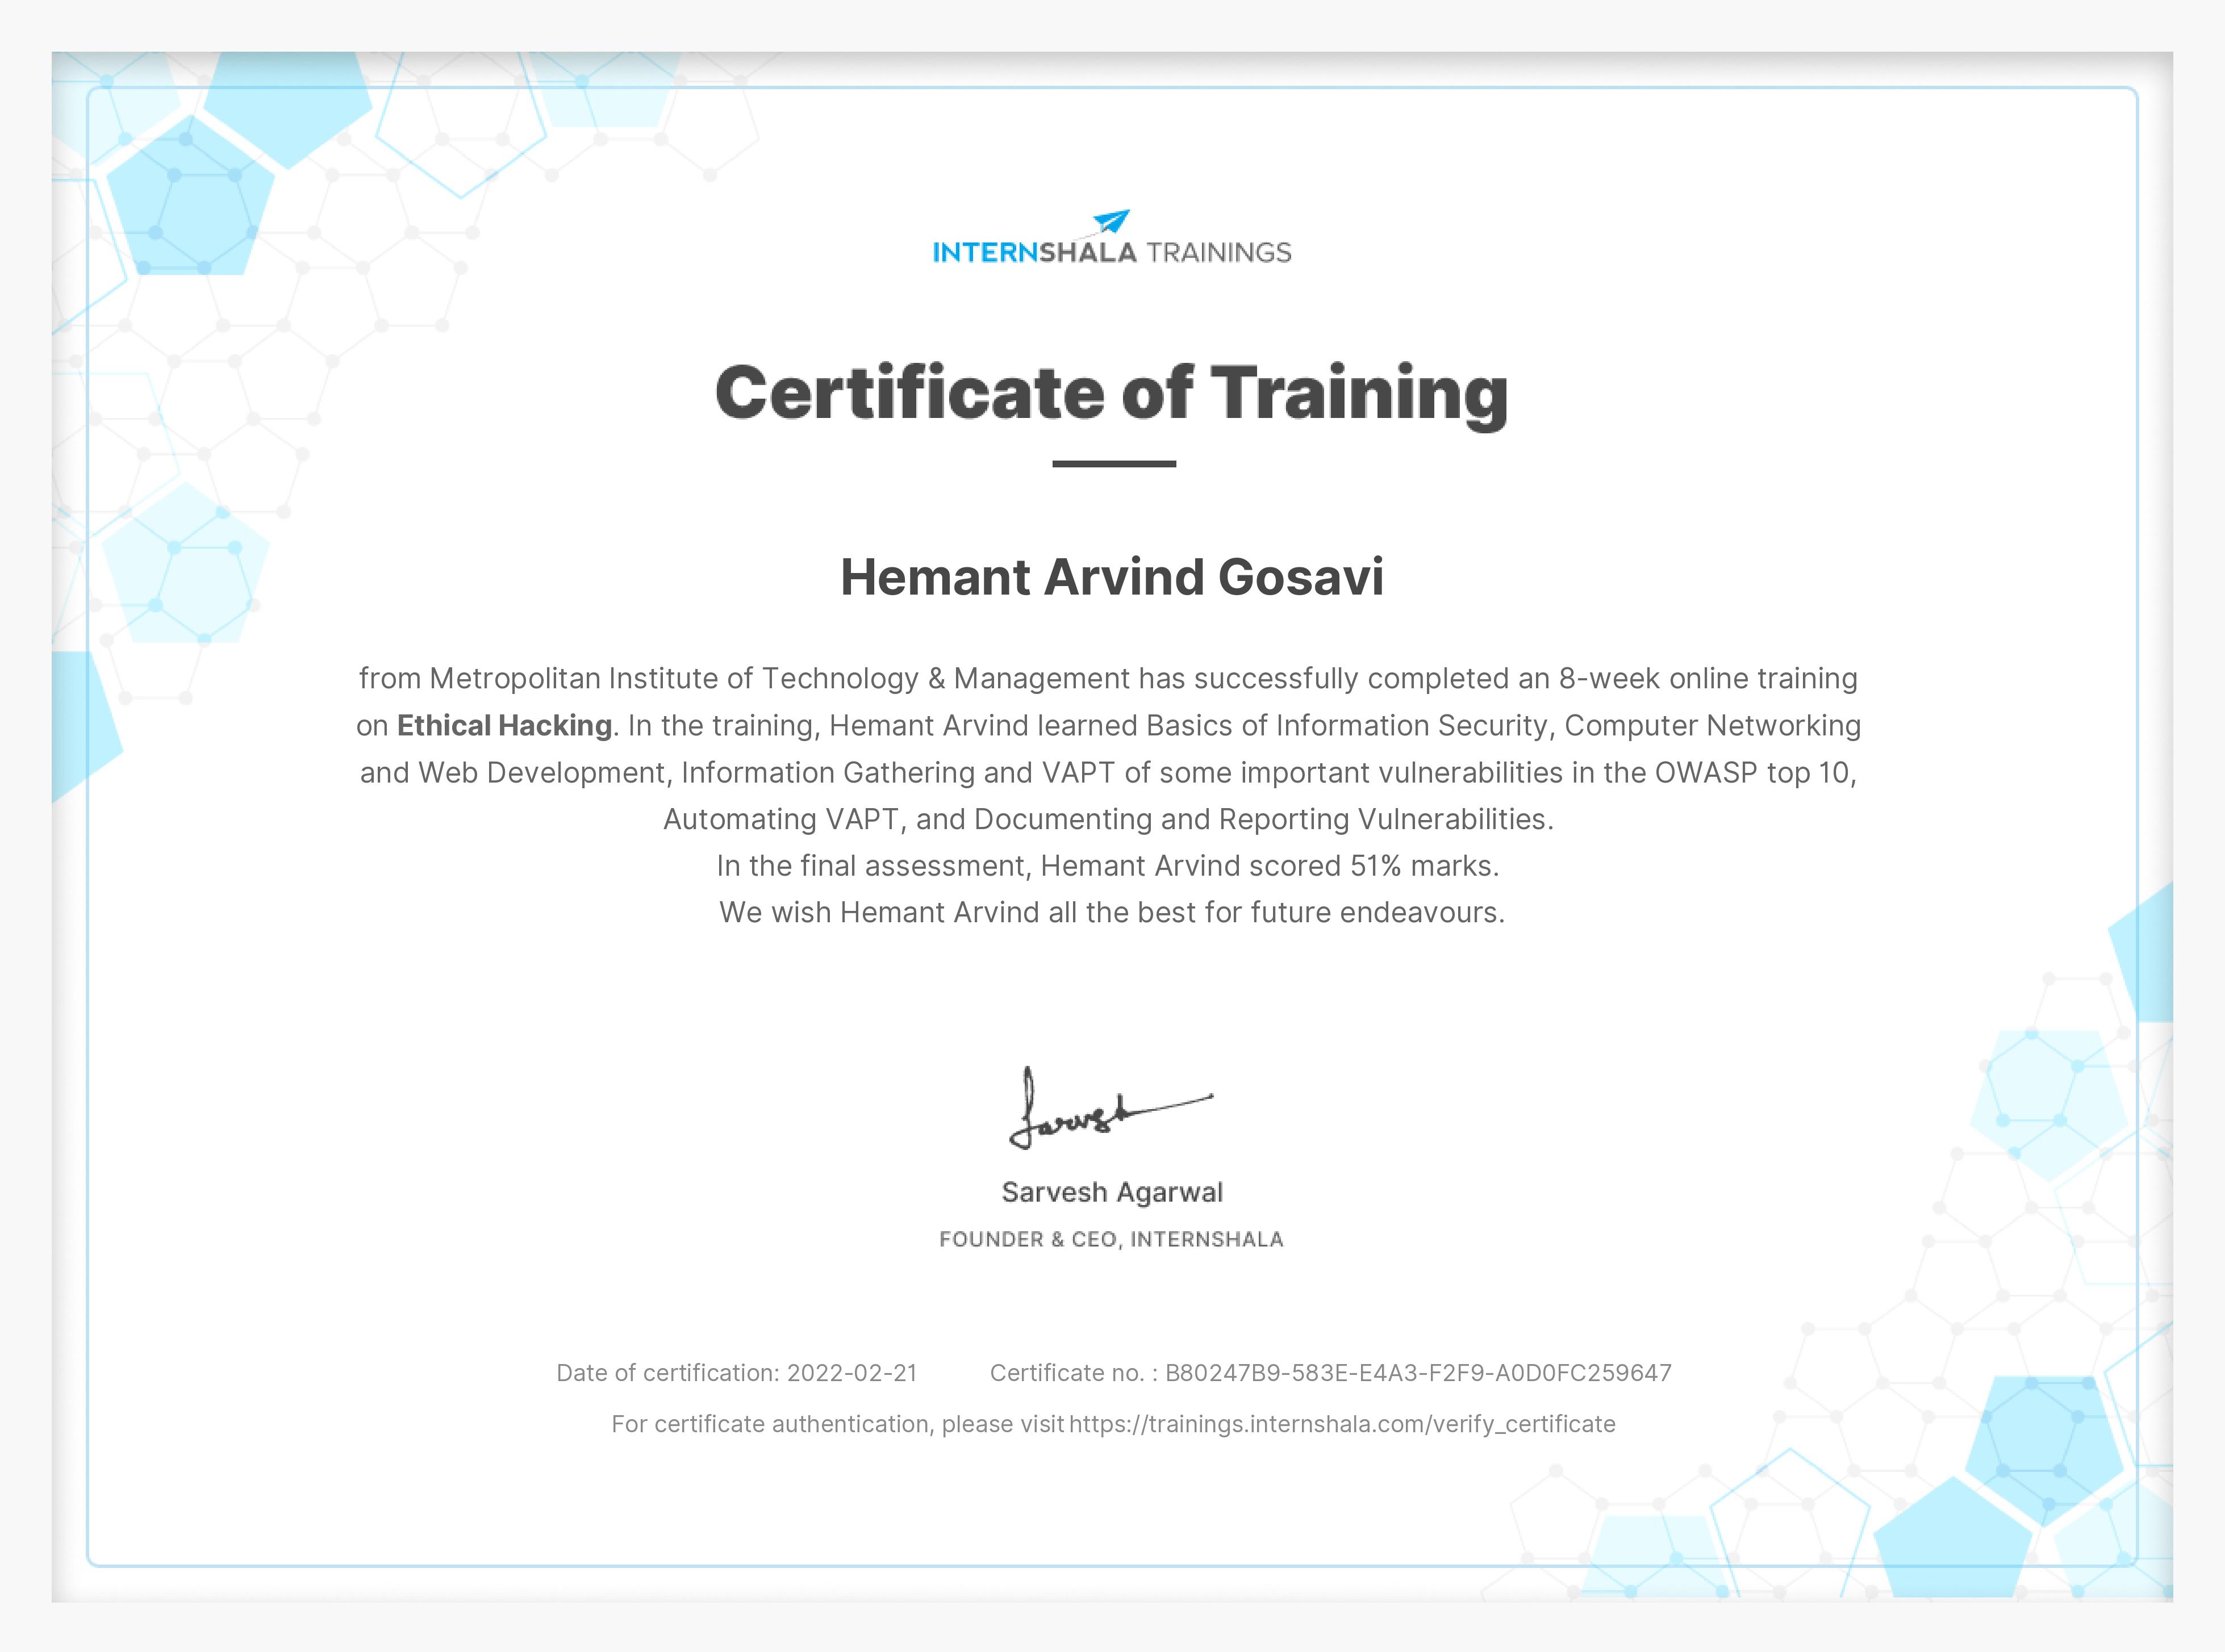 INTERNSHALA TRAININGS
Certificate of Training
Hemant Arvind Gosavi
from Metropolitan Institute of Technology & Management has successfully completed an 8-week online training
on Ethical Hacking. In the training, Hemant Arvind learned Basics of Information Security, Computer Networking
and Web Development, Information Gathering and VAPT of some important vulnerabilities in the OWASP top 10,
Automating VAPT, and Documenting and Reporting Vulnerabilities.
In the final assessment, Hemant Arvind scored 51% marks.
We wish Hemant Arvind all the best for future endeavours.
Sarvesh
Sarvesh Agarwal
FOUNDER & CEO, INTERNSHALA
Date of certification: 2022-02-21 Certificate no. : B80247B9-583E-E4A3-F2F9-A0D0FC259647
For certificate authentication, please visit https://trainings.internshala.com/verify_certificate